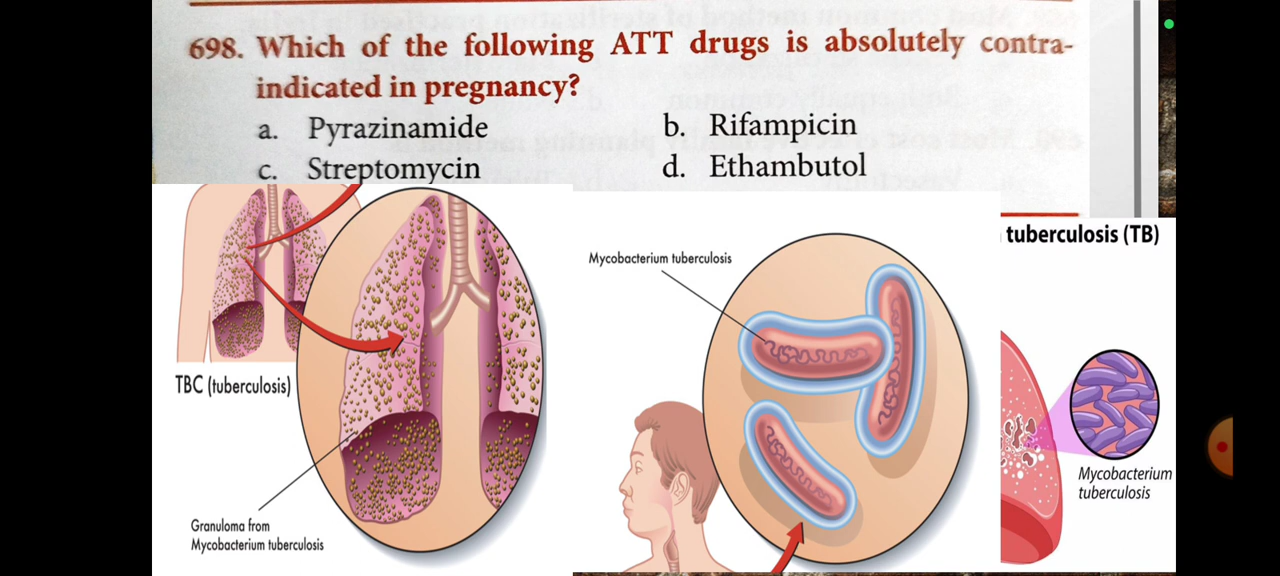 698. Which of the following ATT drugs is absolutely contra-
indicated in pregnancy?
a. Pyrazinamide b. Rifampicin
c. Streptomycin d. Ethambutol
tuberculosis (TB)
Mycobacterium tuberculosis
TBC (tuberculosis)
Mycobacterium
tuberculosis
Granuloma from
Mycobacterium tuberculosis